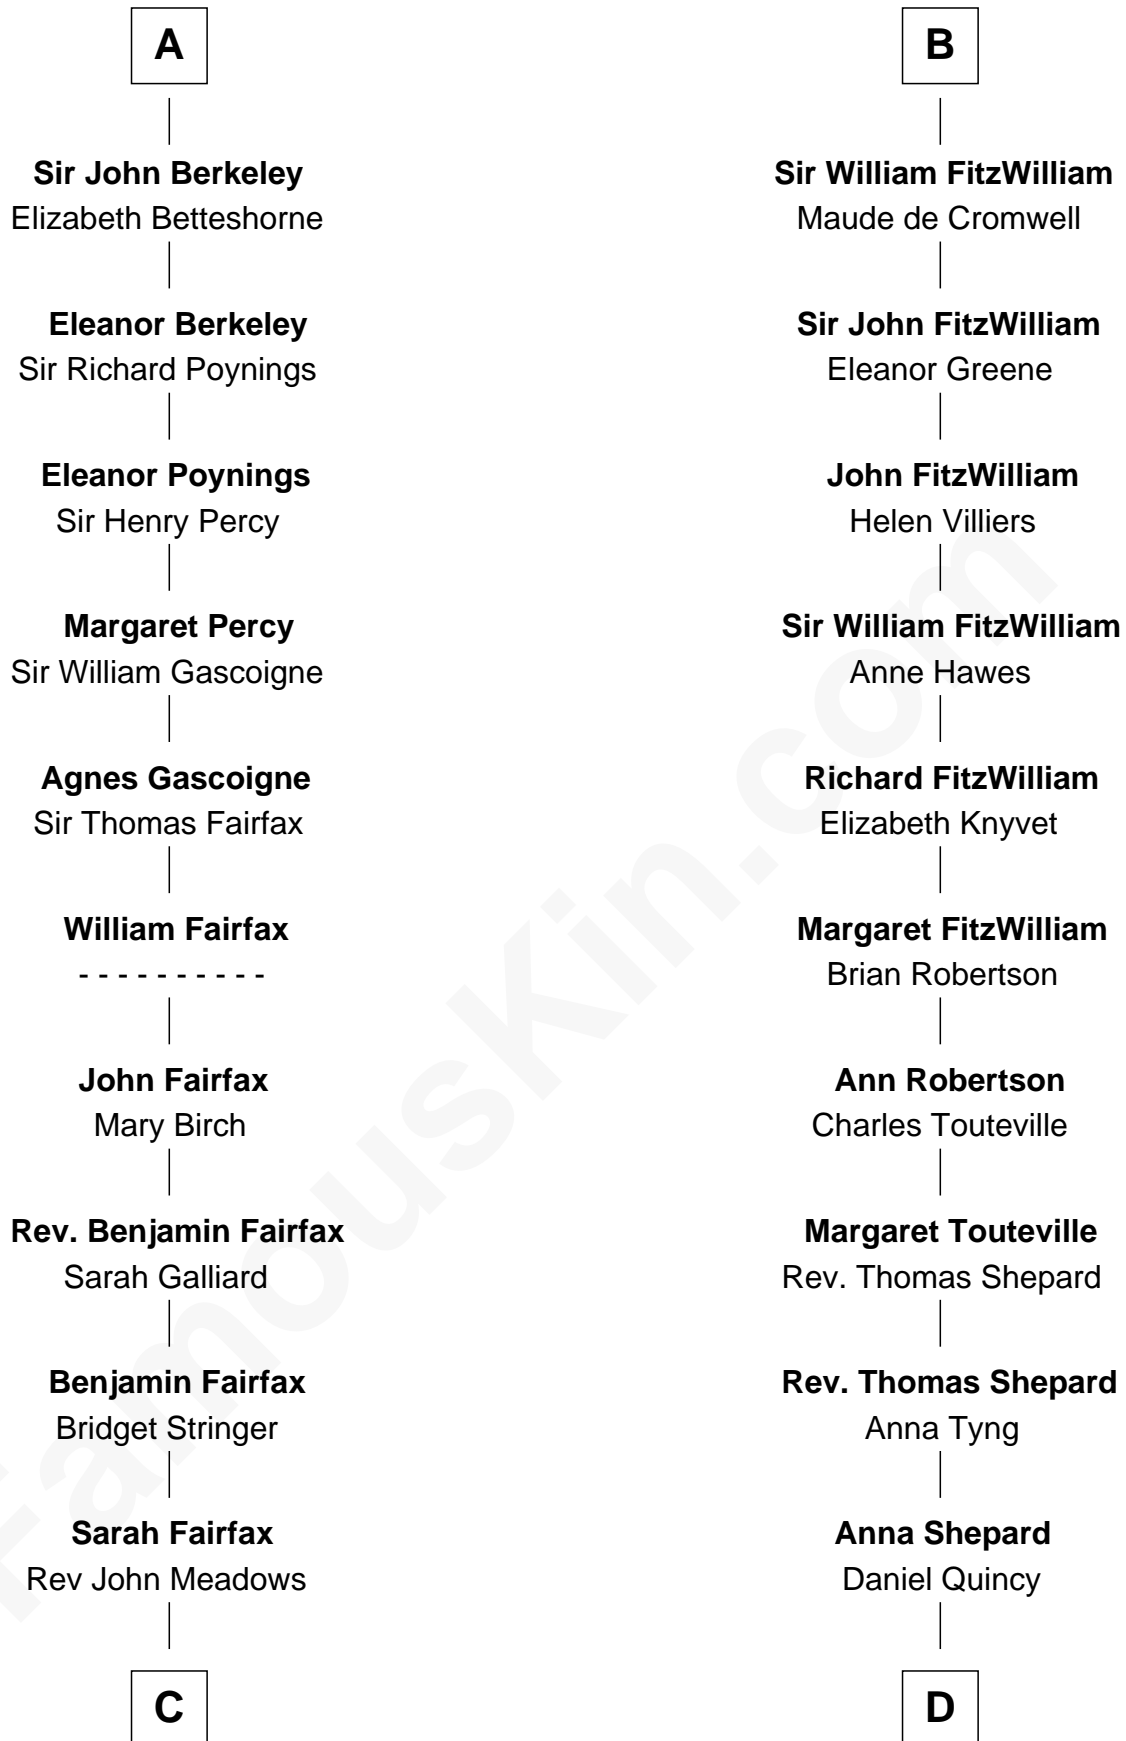 A
Sir John Berkeley
Elizabeth Betteshorne
Eleanor Berkeley
Sir Richard Poynings
Eleanor Poynings
Sir Henry Percy
Margaret Percy
Sir William Gascoigne
Agnes Gascoigne
Sir Thomas Fairfax
William Fairfax
- - - - - - - - - -
John Fairfax
Mary Birch
Rev. Benjamin Fairfax
Sarah Galliard
Benjamin Fairfax
Bridget Stringer
Sarah Fairfax
Rev John Meadows
C
B
Sir William FitzWilliam
Maude de Cromwell
Sir John FitzWilliam
Eleanor Greene
John FitzWilliam
Helen Villiers
Sir William FitzWilliam
Anne Hawes
Richard FitzWilliam
Elizabeth Knyvet
Margaret FitzWilliam
Brian Robertson
Ann Robertson
Charles Touteville
Margaret Touteville
Rev. Thomas Shepard
Rev. Thomas Shepard
Anna Tyng
Anna Shepard
Daniel Quincy
D
FamousKin.com